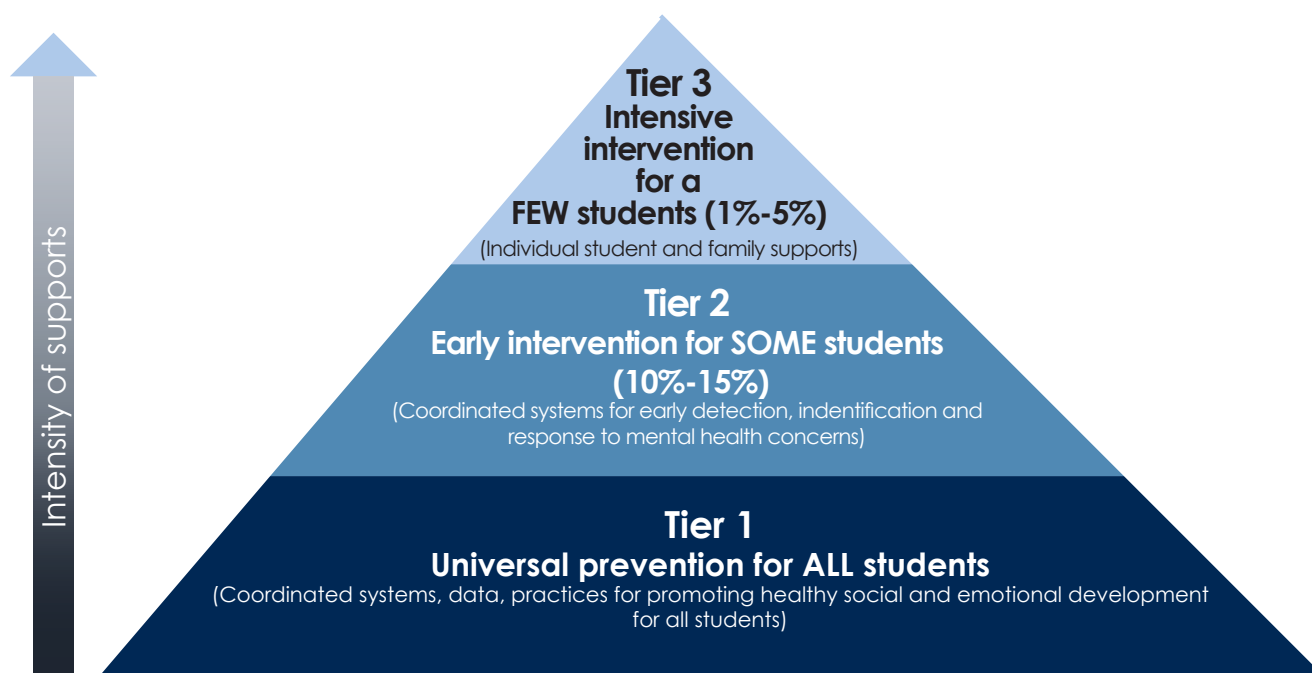 Intensity of supports
Tier 3
Intensive
intervention
for a
FEW students (1%-5%)
(Individual student and family supports)
Tier 2
Early intervention for SOME students
(10%-15%)
(Coordinated systems for early detection, indentification and
response to mental health concerns)
Tier 1
Universal prevention for ALL students
(Coordinated systems, data, practices for promoting healthy social and emotional development
for all students)